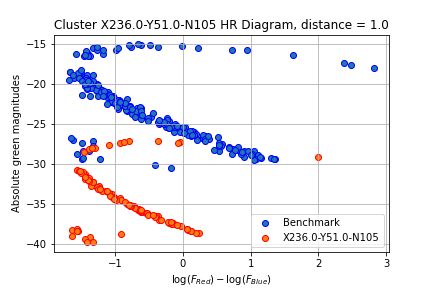 Cluster X236.0-Y51.0-N105 HR Diagram, distance = 1.0
Absolute green magnitudes
−15
−20
−25
−30
−35
−40
Benchmark
X236.0-Y51.0-N105
−1
0
1
2
3
log(F_Red) − log(F_Blue)